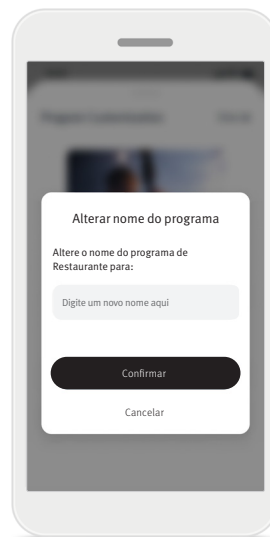 Alterar nome do programa
Altere o nome do programa de
Restaurante para:
Digite um novo nome aqui
Confirmar
Cancelar